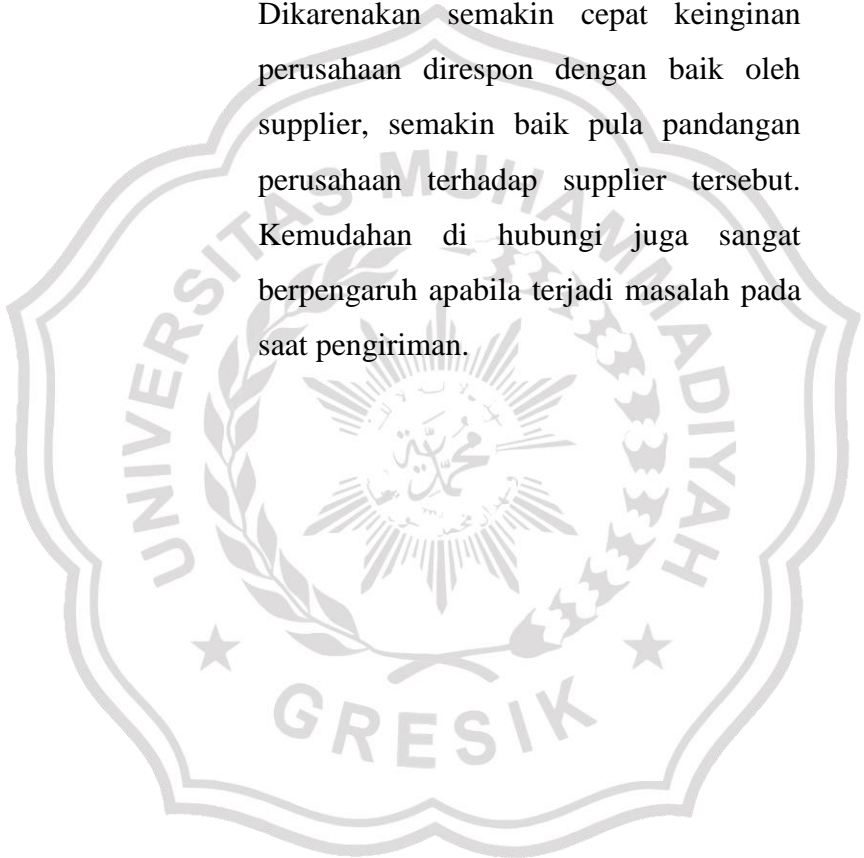 Dikarenakan semakin cepat keinginan
perusahaan direspon dengan baik oleh
supplier, semakin baik pula pandangan
perusahaan terhadap supplier tersebut.
Kemudahan di hubungi juga sangat
berpengaruh apabila terjadi masalah pada
saat pengiriman.
UNIVERSITAS MUHAMMADIYAH
GRESIK